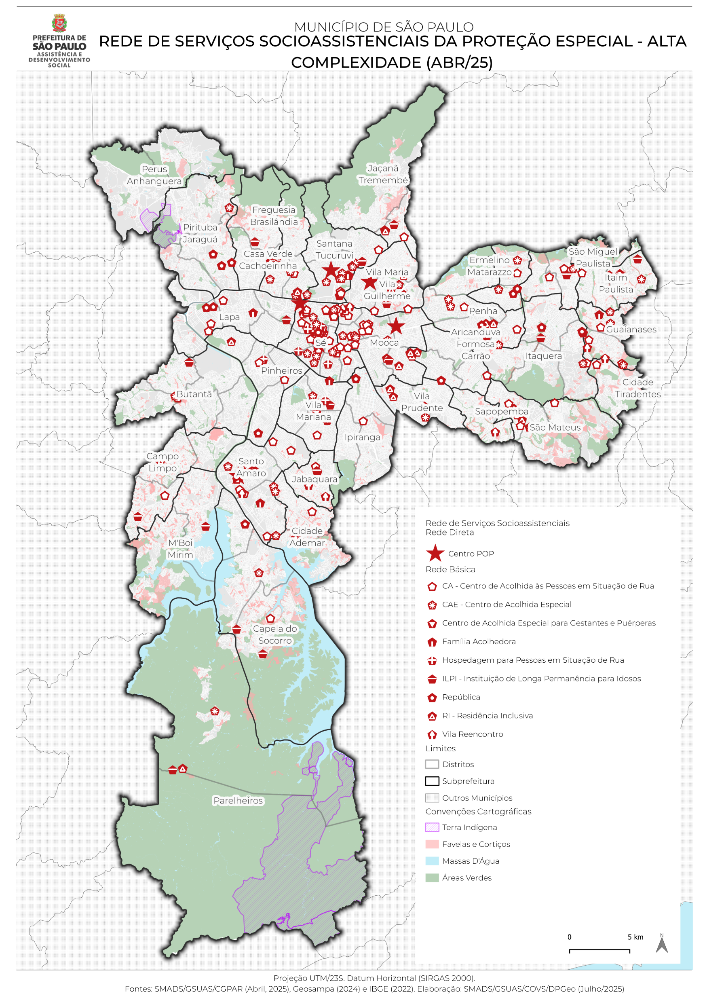 PREFEITURA DE
SÃO PAULO
ASSISTÊNCIA E
DESENVOLVIMENTO
SOCIAL
MUNICÍPIO DE SÃO PAULO
REDE DE SERVIÇOS SOCIOASSISTENCIAIS DA PROTEÇÃO ESPECIAL - ALTA
COMPLEXIDADE (ABR/25)
Perus
Anhanguera
Jaçanã
Tremembé
Freguesia
Brasilândia
Pirituba
Jaraguá
Santana
Tucuruvi
Casa Verde
Cachoeirinha
São Miguel
Paulista
Ermelino
Matarazzo
Vila Maria
Vila
Guilherme
Itaim
Paulista
Lapa
Penha
Guaianases
Aricanduva
Formosa
Carrão
Sé
Mooca
Itaquera
Pinheiros
Cidade
Tiradentes
Butantã
Vila
Prudente
Vila
Mariana
Sapopemba
São Mateus
Ipiranga
Campo
Limpo
Santo
Amaro
Jabaquara
Cidade
Ademar
M'Boi
Mirim
Capela do
Socorro
Parelheiros
Rede de Serviços Socioassistenciais
Rede Direta
Centro POP
Rede Básica
CA - Centro de Acolhida às Pessoas em Situação de Rua
CAE - Centro de Acolhida Especial
Centro de Acolhida Especial para Gestantes e Puérperas
Família Acolhedora
Hospedagem para Pessoas em Situação de Rua
ILPI - Instituição de Longa Permanência para Idosos
República
RI - Residência Inclusiva
Vila Reencontro
Limites
Distritos
Subprefeitura
Outros Municípios
Convenções Cartográficas
Terra Indígena
Favelas e Cortiços
Massas D'Água
Áreas Verdes
0 5 km
N
Projeção UTM/23S. Datum Horizontal (SIRGAS 2000).
Fontes: SMADS/GSUAS/CGPAR (Abril, 2025), Geosampa (2024) e IBGE (2022). Elaboração: SMADS/GSUAS/COVS/DPGeo (Julho/2025)